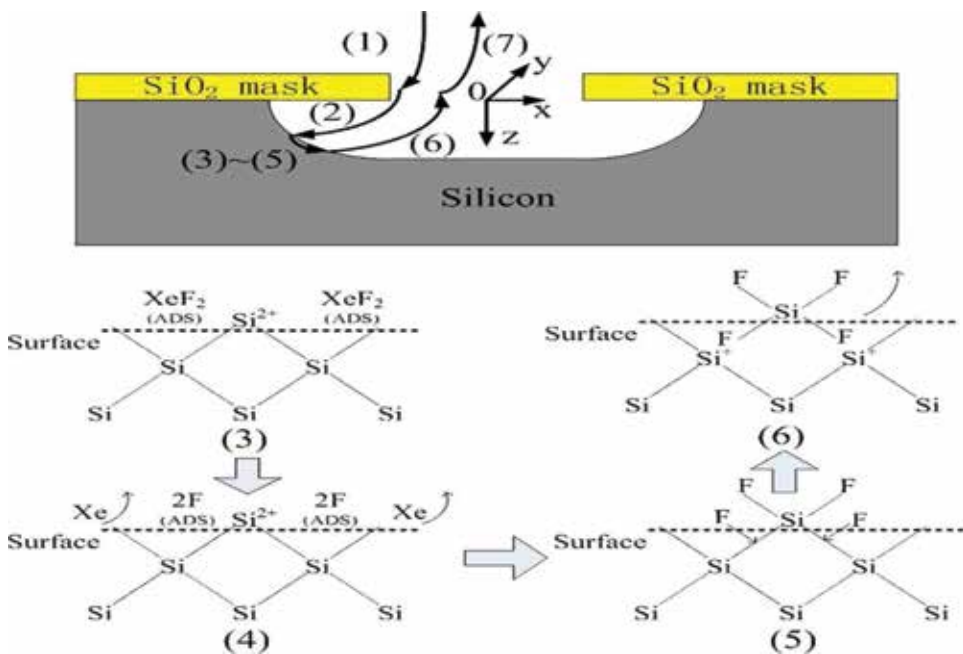 (1)
(7)
y
SiO₂ mask
0
SiO₂ mask
(2)
x
(3)~(5)
(6)
z
Silicon
XeF₂
(ADS)
Si²⁺
XeF₂
(ADS)
Surface
Si
Si
Si
Si
Si
(3)
F
F
Si
Surface
F
F
Si⁺
Si⁺
Si
Si
Si
(6)
Xe
2F
(ADS)
Si²⁺
2F
(ADS)
Xe
Surface
Si
Si
Si
Si
Si
(4)
F
F
F
Si
F
Surface
Si
Si
Si
Si
Si
(5)